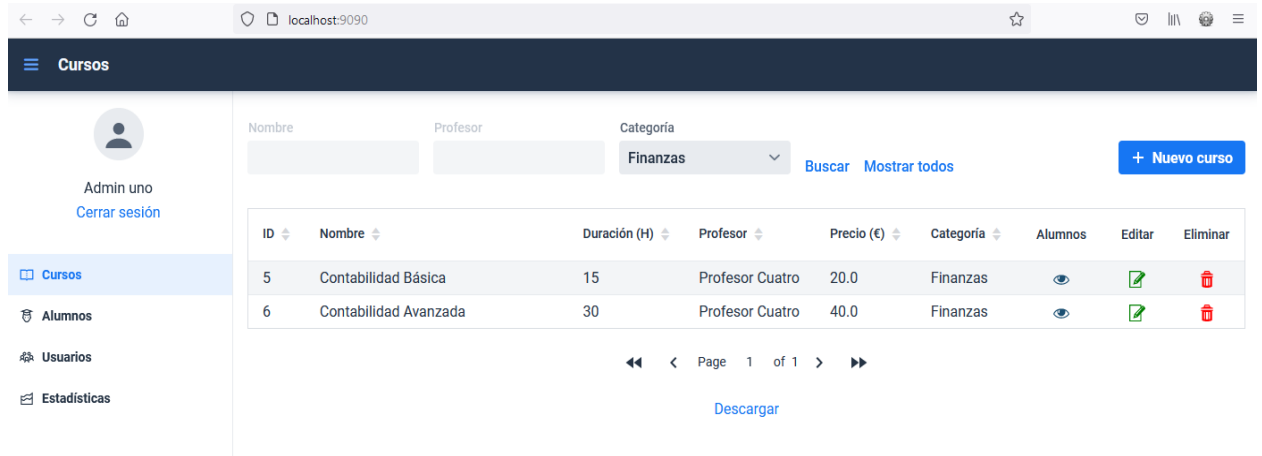 localhost:9090
Cursos
Admin uno
Cerrar sesión
Cursos
Alumnos
Usuarios
Estadísticas
Nombre Profesor Categoría
Finanzas Buscar Mostrar todos + Nuevo curso
ID Nombre Duración (H) Profesor Precio (€) Categoría Alumnos Editar Eliminar
5 Contabilidad Básica 15 Profesor Cuatro 20.0 Finanzas
6 Contabilidad Avanzada 30 Profesor Cuatro 40.0 Finanzas
Page 1 of 1
Descargar